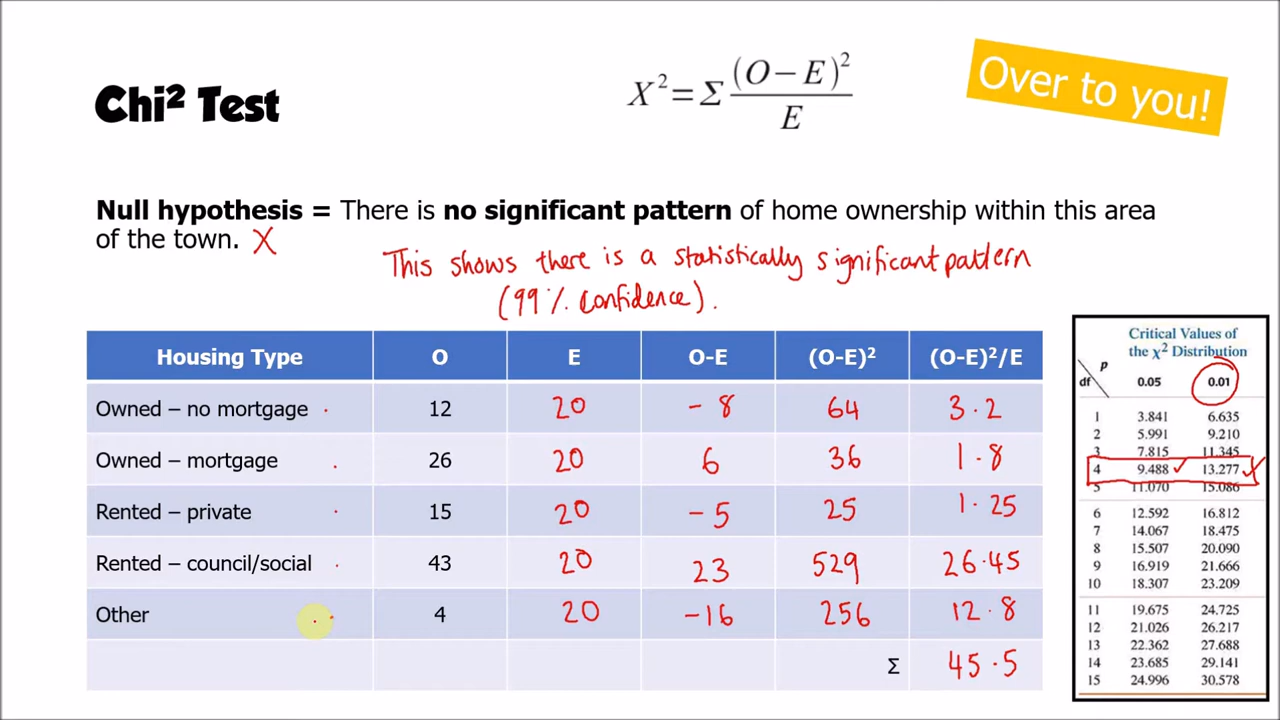 Chi² Test
X² = Σ (O − E)² / E
Over to you!
Null hypothesis = There is no significant pattern of home ownership within this area
of the town. X
This shows there is a statistically significant pattern
(99% confidence).
Housing Type O E O-E (O-E)² (O-E)²/E
Owned – no mortgage 12 20 - 8 64 3.2
Owned – mortgage 26 20 6 36 1.8
Rented – private 15 20 - 5 25 1.25
Rented – council/social 43 20 23 529 26.45
Other 4 20 -16 256 12.8
Σ 45.5
Critical Values of
the χ² Distribution
p
df 0.05 0.01
1 3.841 6.635
2 5.991 9.210
3 7.815 11.345
4 9.488 ✓ 13.277 ✓
5 11.070 15.086
6 12.592 16.812
7 14.067 18.475
8 15.507 20.090
9 16.919 21.666
10 18.307 23.209
11 19.675 24.725
12 21.026 26.217
13 22.362 27.688
14 23.685 29.141
15 24.996 30.578